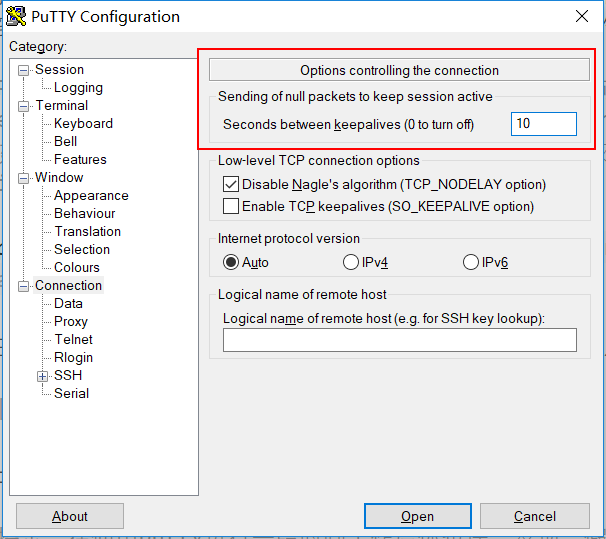 PuTTY Configuration
Category:
Session
Logging
Terminal
Keyboard
Bell
Features
Window
Appearance
Behaviour
Translation
Selection
Colours
Connection
Data
Proxy
Telnet
Rlogin
SSH
Serial
Options controlling the connection
Sending of null packets to keep session active
Seconds between keepalives (0 to turn off) 10
Low-level TCP connection options
Disable Nagle's algorithm (TCP_NODELAY option)
Enable TCP keepalives (SO_KEEPALIVE option)
Internet protocol version
Auto IPv4 IPv6
Logical name of remote host
Logical name of remote host (e.g. for SSH key lookup):
About Open Cancel